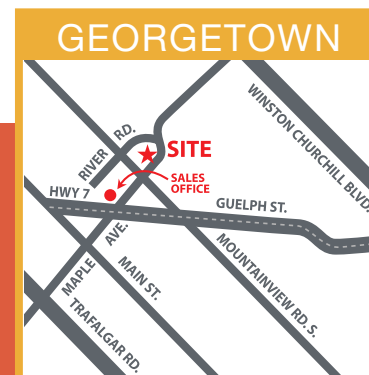 GEORGETOWN
WINSTON CHURCHILL BLVD.
RIVER RD.
SITE
SALES
OFFICE
HWY 7
GUELPH ST.
MAPLE AVE.
MAIN ST.
MOUNTAINVIEW RD. S.
TRAFALGAR RD.